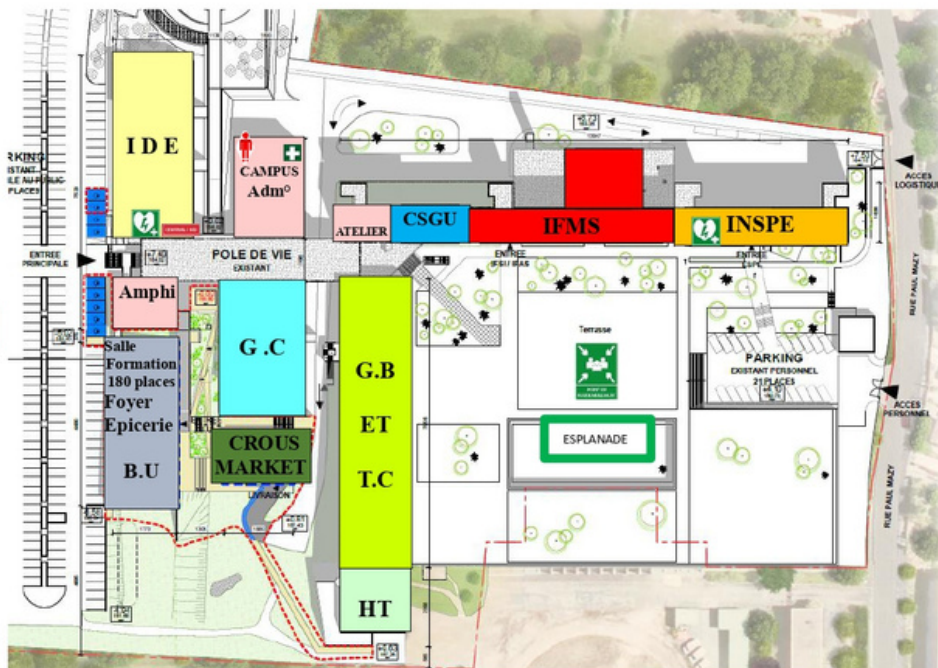 I D E
CAMPUS
Adm°
ATELIER
CSGU
IFMS
INSPE
ACCES
LOGISTIQUE
PARKING
ENTREE
PRINCIPALE
POLE DE VIE
EXISTANT
ENTREE
ENTREE
Amphi
G .C
Salle
Formation
180 places
Foyer
Epicerie
B.U
CROUS
MARKET
LIVRAISON
G.B
ET
T.C
HT
Terrasse
ESPLANADE
PARKING
EXISTANT PERSONNEL
21 PLACES
ACCES
PERSONNEL
RUE PAUL MAZY
RUE PAUL MAZY